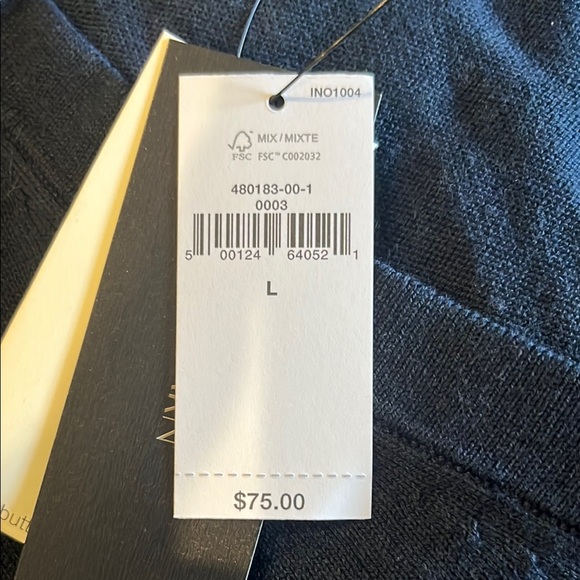 INO1004
MIX/MIXTE
FSC
FSC™ C002032
480183-00-1
0003
5 00124 64052 1
L
$75.00